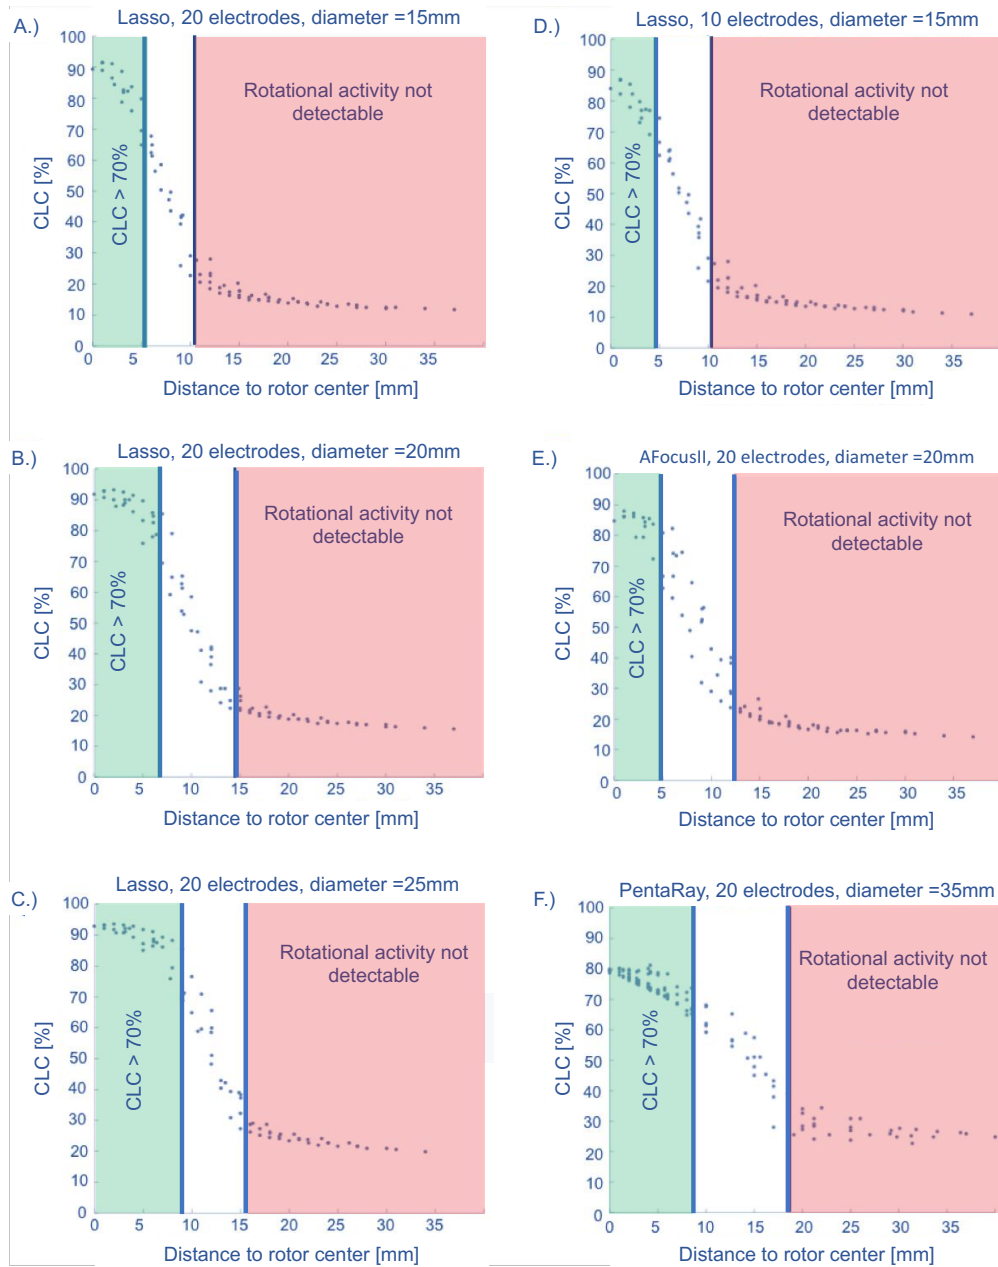 A.)
Lasso, 20 electrodes, diameter =15mm
100
90
80
70
60
50
40
30
20
10
0
CLC [%]
CLC > 70%
Rotational activity not
detectable
0 5 10 15 20 25 30 35
Distance to rotor center [mm]
D.)
Lasso, 10 electrodes, diameter =15mm
100
90
80
70
60
50
40
30
20
10
0
CLC [%]
CLC > 70%
Rotational activity not
detectable
0 5 10 15 20 25 30 35
Distance to rotor center [mm]
B.)
Lasso, 20 electrodes, diameter =20mm
100
90
80
70
60
50
40
30
20
10
0
CLC [%]
CLC > 70%
Rotational activity not
detectable
0 5 10 15 20 25 30 35
Distance to rotor center [mm]
E.)
AFocusII, 20 electrodes, diameter =20mm
100
90
80
70
60
50
40
30
20
10
0
CLC [%]
CLC > 70%
Rotational activity not
detectable
0 5 10 15 20 25 30 35
Distance to rotor center [mm]
C.)
Lasso, 20 electrodes, diameter =25mm
100
90
80
70
60
50
40
30
20
10
0
CLC [%]
CLC > 70%
Rotational activity not
detectable
0 5 10 15 20 25 30 35
Distance to rotor center [mm]
F.)
PentaRay, 20 electrodes, diameter =35mm
100
90
80
70
60
50
40
30
20
10
0
CLC [%]
CLC > 70%
Rotational activity not
detectable
0 5 10 15 20 25 30 35 40
Distance to rotor center [mm]